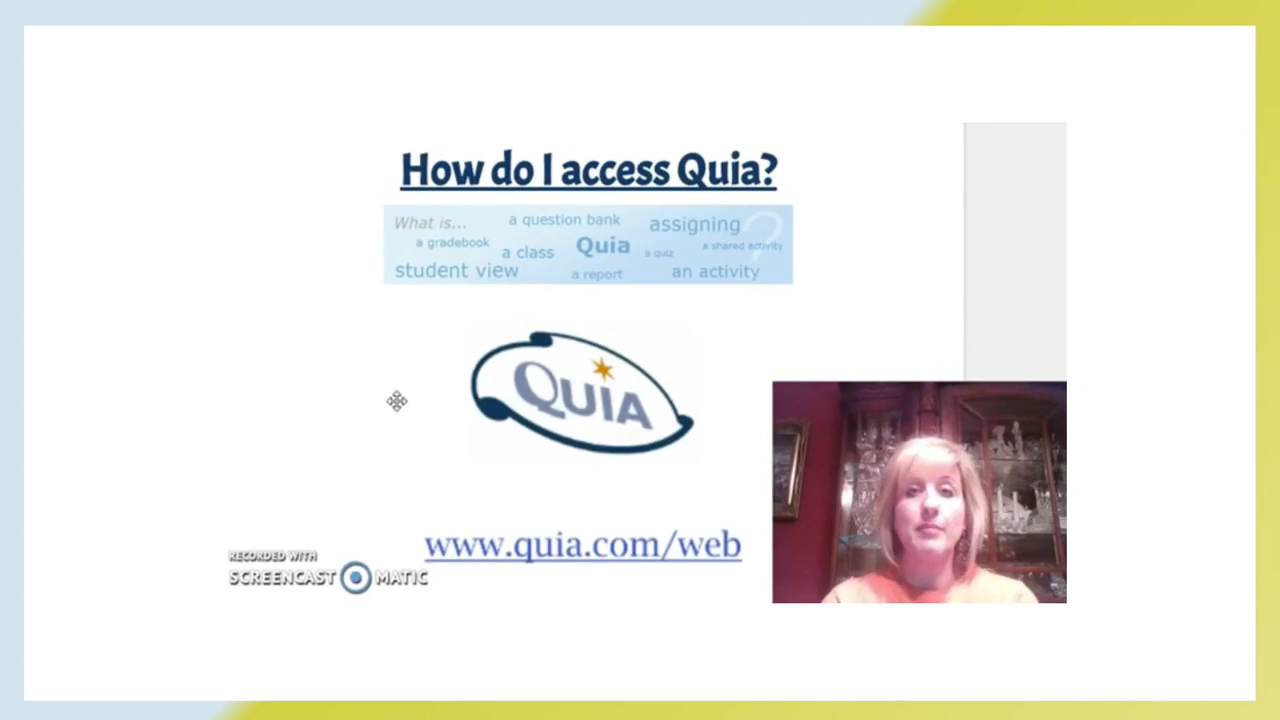 How do I access Quia?
What is... a question bank assigning ?
a gradebook a class Quia a quiz a shared activity
student view a report an activity
QUIA
www.quia.com/web
RECORDED WITH
SCREENCAST MATIC